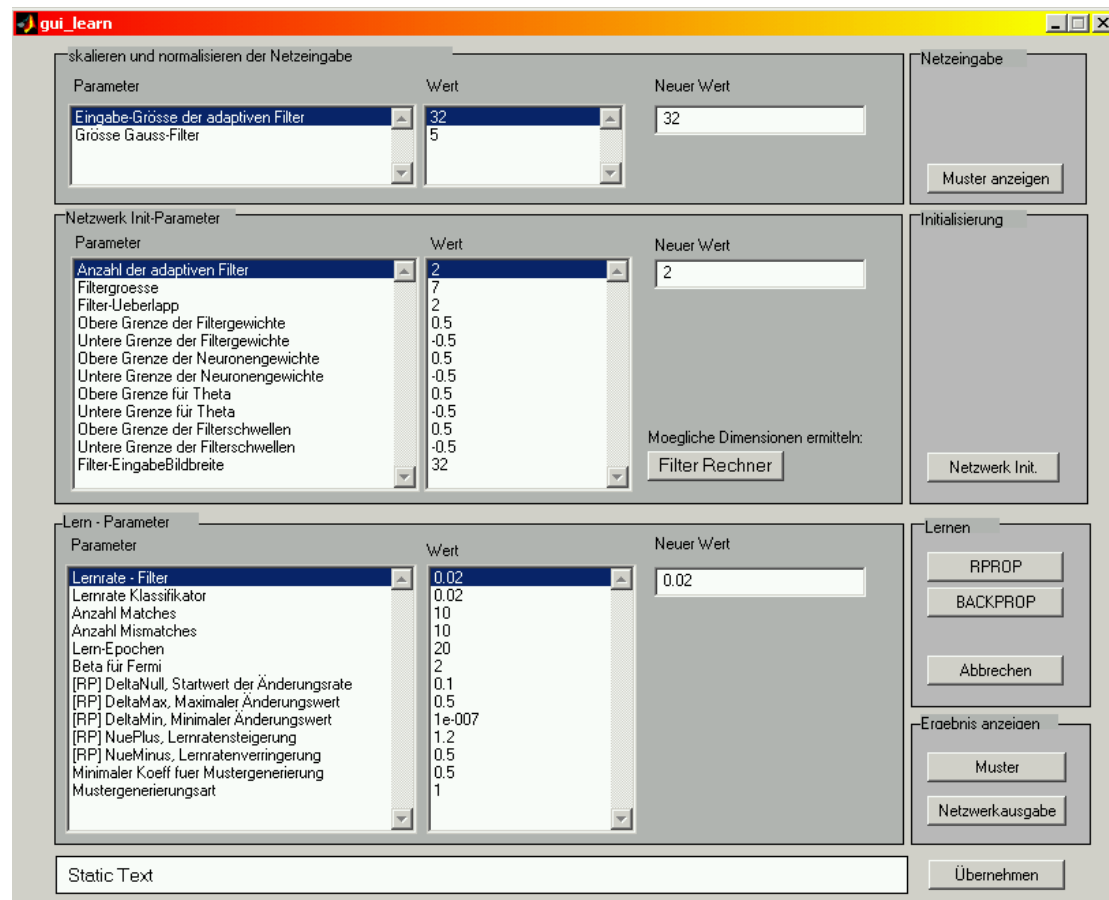 gui_learn
skalieren und normalisieren der Netzeingabe
Parameter
Wert
Neuer Wert
Eingabe-Grösse der adaptiven Filter
32
32
Grösse Gauss-Filter
5
Netzeingabe
Muster anzeigen
Netzwerk Init-Parameter
Parameter
Wert
Neuer Wert
Anzahl der adaptiven Filter
2
2
Filtergroesse
7
Filter-Ueberlapp
2
Obere Grenze der Filtergewichte
0.5
Untere Grenze der Filtergewichte
-0.5
Obere Grenze der Neuronengewichte
0.5
Untere Grenze der Neuronengewichte
-0.5
Obere Grenze für Theta
0.5
Untere Grenze für Theta
-0.5
Obere Grenze der Filterschwellen
0.5
Untere Grenze der Filterschwellen
-0.5
Filter-EingabeBildbreite
32
Moegliche Dimensionen ermitteln:
Filter Rechner
Initialisierung
Netzwerk Init.
Lern - Parameter
Parameter
Wert
Neuer Wert
Lernrate - Filter
0.02
0.02
Lernrate Klassifikator
0.02
Anzahl Matches
10
Anzahl Mismatches
10
Lern-Epochen
20
Beta für Fermi
2
[RP] DeltaNull, Startwert der Änderungsrate
0.1
[RP] DeltaMax, Maximaler Änderungswert
0.5
[RP] DeltaMin, Minimaler Änderungswert
1e-007
[RP] NuePlus, Lernratensteigerung
1.2
[RP] NueMinus, Lernratenverringerung
0.5
Minimaler Koeff fuer Mustergenerierung
0.5
Mustergenerierungsart
1
Lernen
RPROP
BACKPROP
Abbrechen
Ergebnis anzeigen
Muster
Netzwerkausgabe
Static Text
Übernehmen